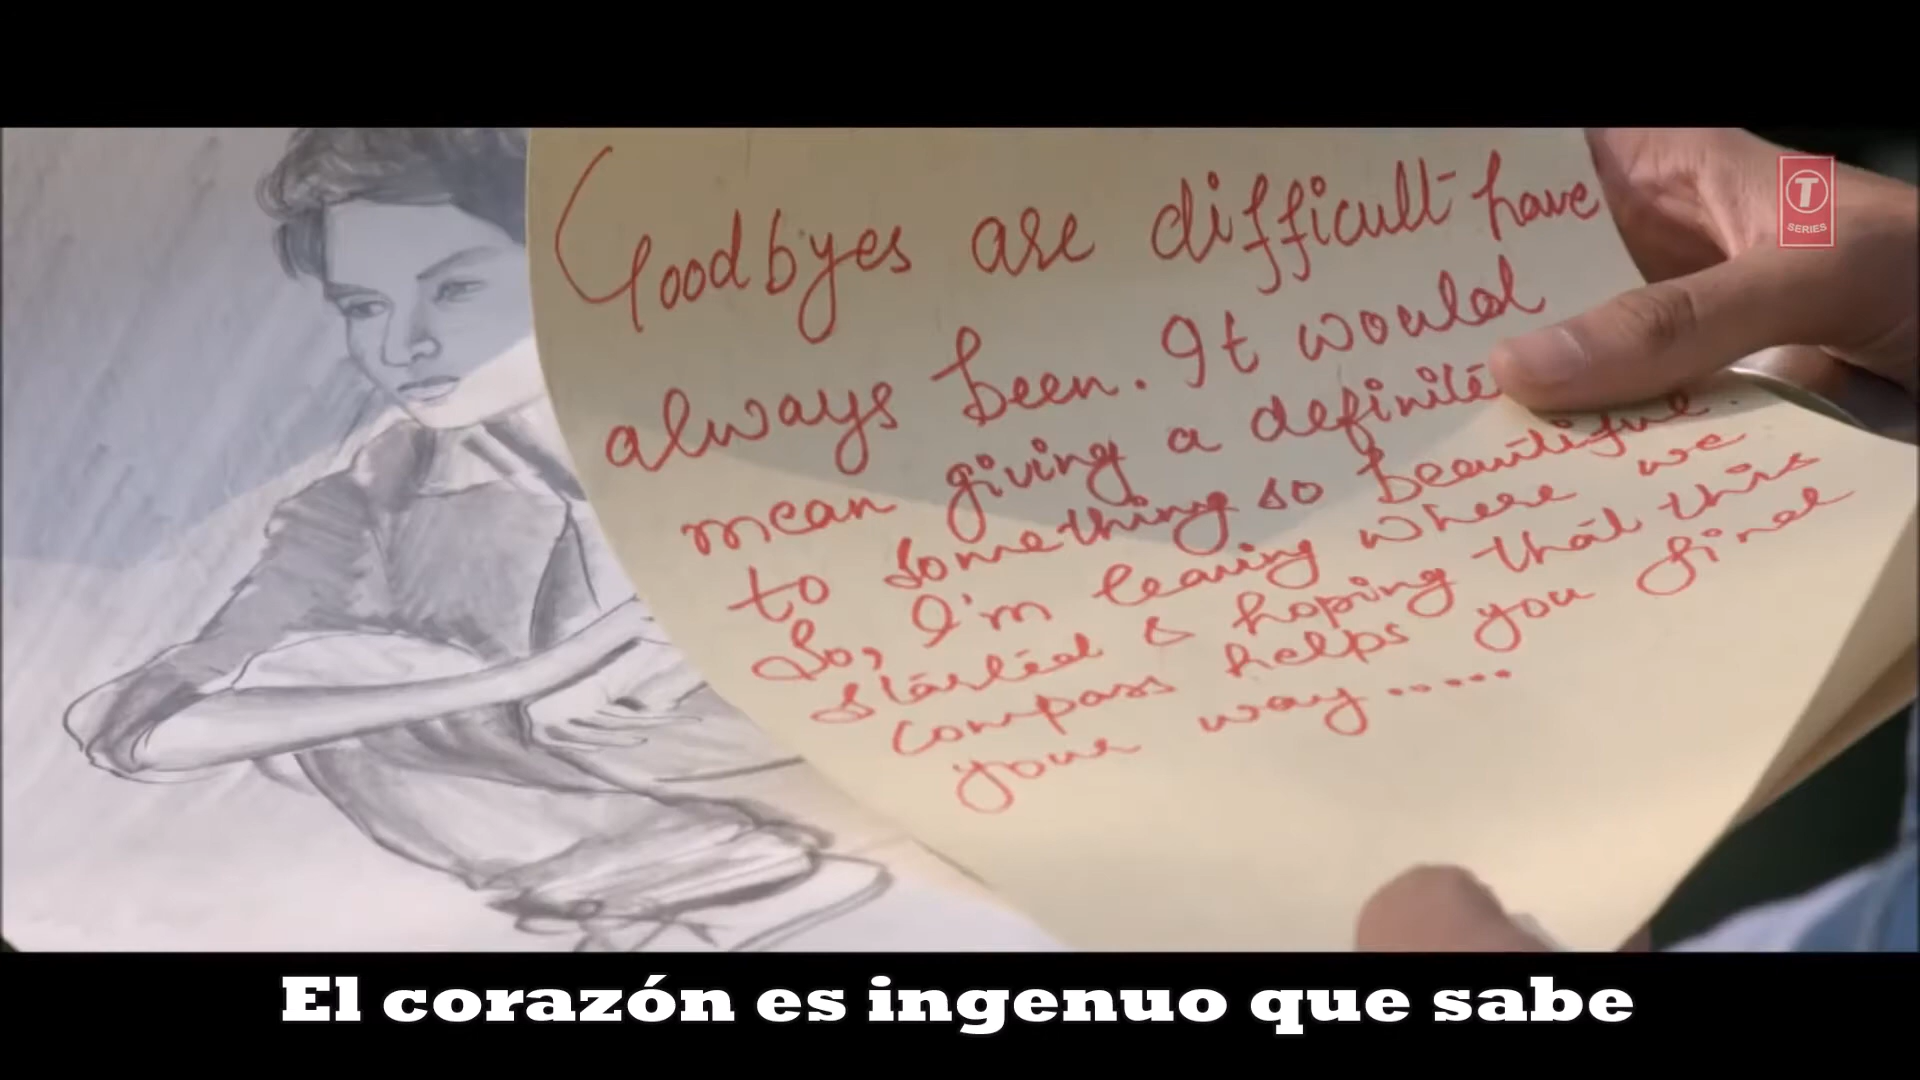 Goodbyes are difficult have
always been. It would
mean giving a definite
to something so beautiful.
So, I'm leaving where we
started & hoping that this
compass helps you find
your way......
T
SERIES
El corazón es ingenuo que sabe